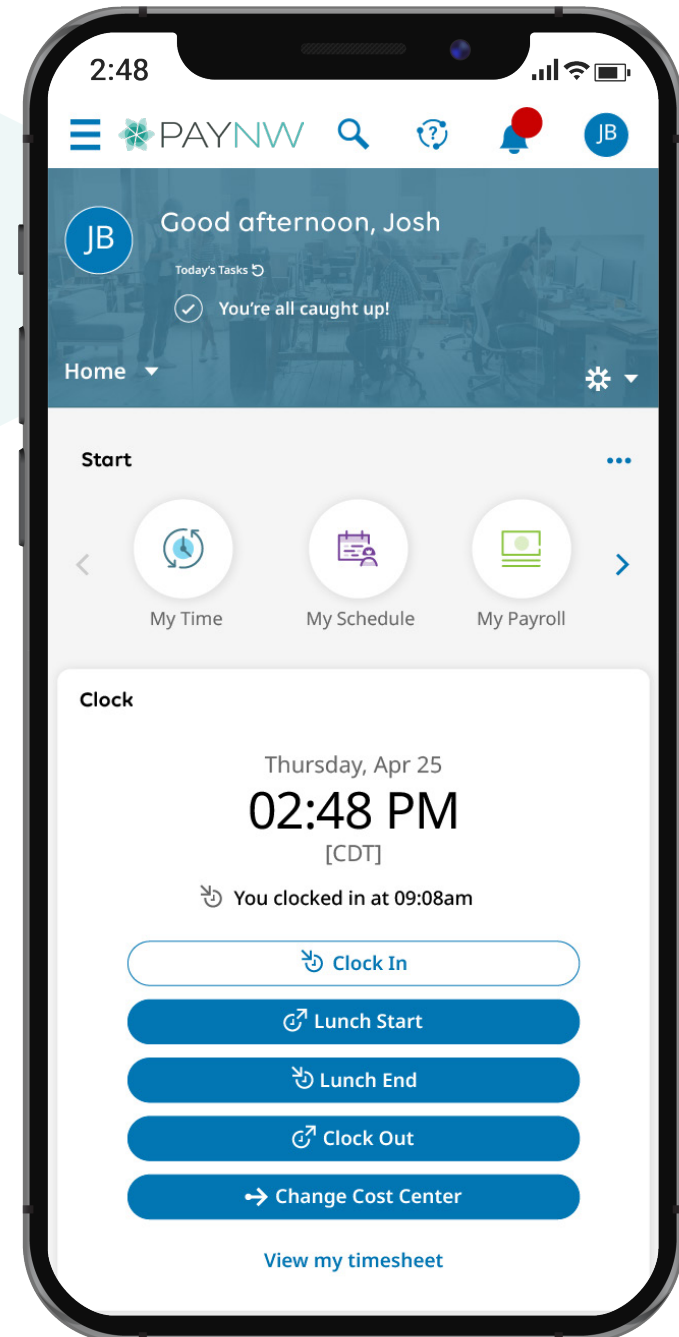 2:48
PAYNW
?
JB
JB
Good afternoon, Josh
Today's Tasks
You're all caught up!
Home
Start
My Time
My Schedule
My Payroll
Clock
Thursday, Apr 25
02:48 PM
[CDT]
You clocked in at 09:08am
Clock In
Lunch Start
Lunch End
Clock Out
Change Cost Center
View my timesheet